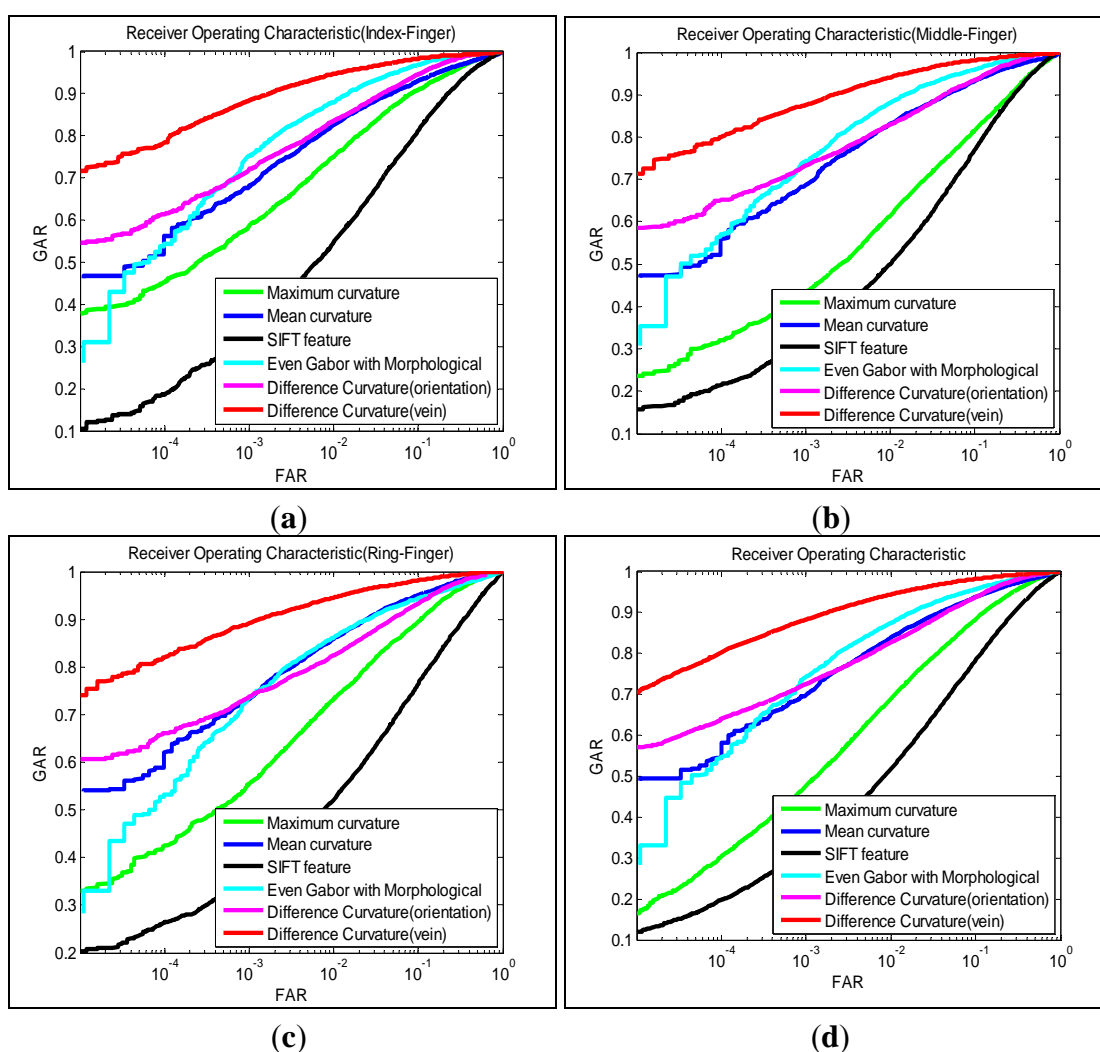 Receiver Operating Characteristic(Index-Finger)
1
0.9
0.8
0.7
0.6
0.5
0.4
0.3
0.2
0.1
GAR
Maximum curvature
Mean curvature
SIFT feature
Even Gabor with Morphological
Difference Curvature(orientation)
Difference Curvature(vein)
10⁻⁴ 10⁻³ 10⁻² 10⁻¹ 10⁰
FAR
(a)
Receiver Operating Characteristic(Middle-Finger)
1
0.9
0.8
0.7
0.6
0.5
0.4
0.3
0.2
0.1
GAR
Maximum curvature
Mean curvature
SIFT feature
Even Gabor with Morphological
Difference Curvature(orientation)
Difference Curvature(vein)
10⁻⁴ 10⁻³ 10⁻² 10⁻¹ 10⁰
FAR
(b)
Receiver Operating Characteristic(Ring-Finger)
1
0.9
0.8
0.7
0.6
0.5
0.4
0.3
0.2
GAR
Maximum curvature
Mean curvature
SIFT feature
Even Gabor with Morphological
Difference Curvature(orientation)
Difference Curvature(vein)
10⁻⁴ 10⁻³ 10⁻² 10⁻¹ 10⁰
FAR
(c)
Receiver Operating Characteristic
1
0.9
0.8
0.7
0.6
0.5
0.4
0.3
0.2
0.1
GAR
Maximum curvature
Mean curvature
SIFT feature
Even Gabor with Morphological
Difference Curvature(orientation)
Difference Curvature(vein)
10⁻⁴ 10⁻³ 10⁻² 10⁻¹ 10⁰
FAR
(d)